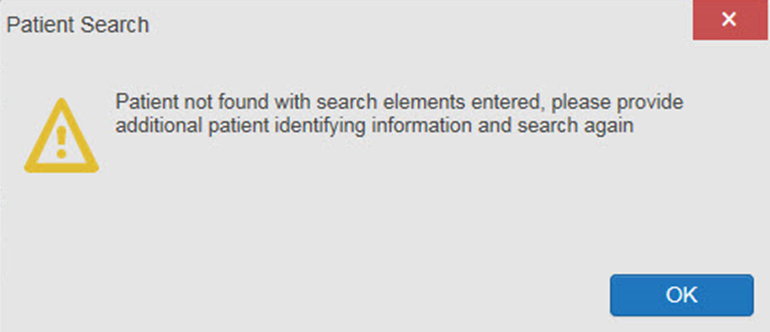 Patient Search
x
Patient not found with search elements entered, please provide
additional patient identifying information and search again
OK